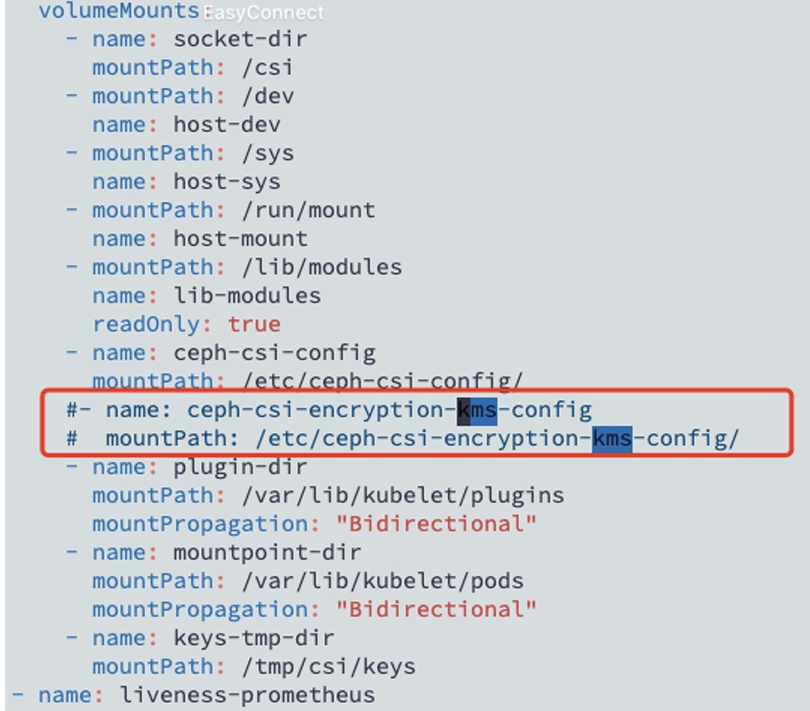 volumeMounts: EasyConnect
- name: socket-dir
mountPath: /csi
- mountPath: /dev
name: host-dev
- mountPath: /sys
name: host-sys
- mountPath: /run/mount
name: host-mount
- mountPath: /lib/modules
name: lib-modules
readOnly: true
- name: ceph-csi-config
mountPath: /etc/ceph-csi-config/
#- name: ceph-csi-encryption-kms-config
#  mountPath: /etc/ceph-csi-encryption-kms-config/
- name: plugin-dir
mountPath: /var/lib/kubelet/plugins
mountPropagation: "Bidirectional"
- name: mountpoint-dir
mountPath: /var/lib/kubelet/pods
mountPropagation: "Bidirectional"
- name: keys-tmp-dir
mountPath: /tmp/csi/keys
- name: liveness-prometheus